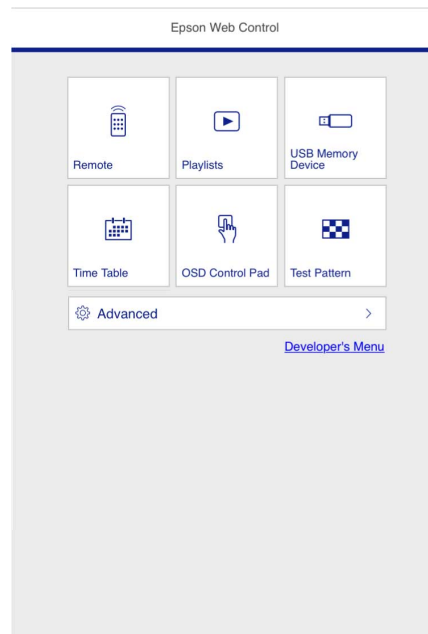 Epson Web Control
Remote
Playlists
USB Memory
Device
Time Table
OSD Control Pad
Test Pattern
Advanced
Developer's Menu